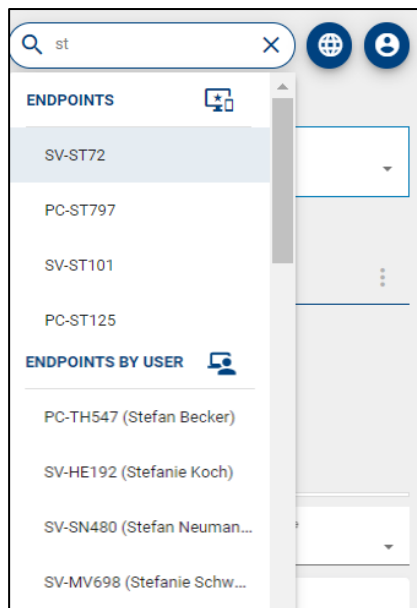 st
ENDPOINTS
SV-ST72
PC-ST797
SV-ST101
PC-ST125
ENDPOINTS BY USER
PC-TH547 (Stefan Becker)
SV-HE192 (Stefanie Koch)
SV-SN480 (Stefan Neuman...
SV-MV698 (Stefanie Schw...